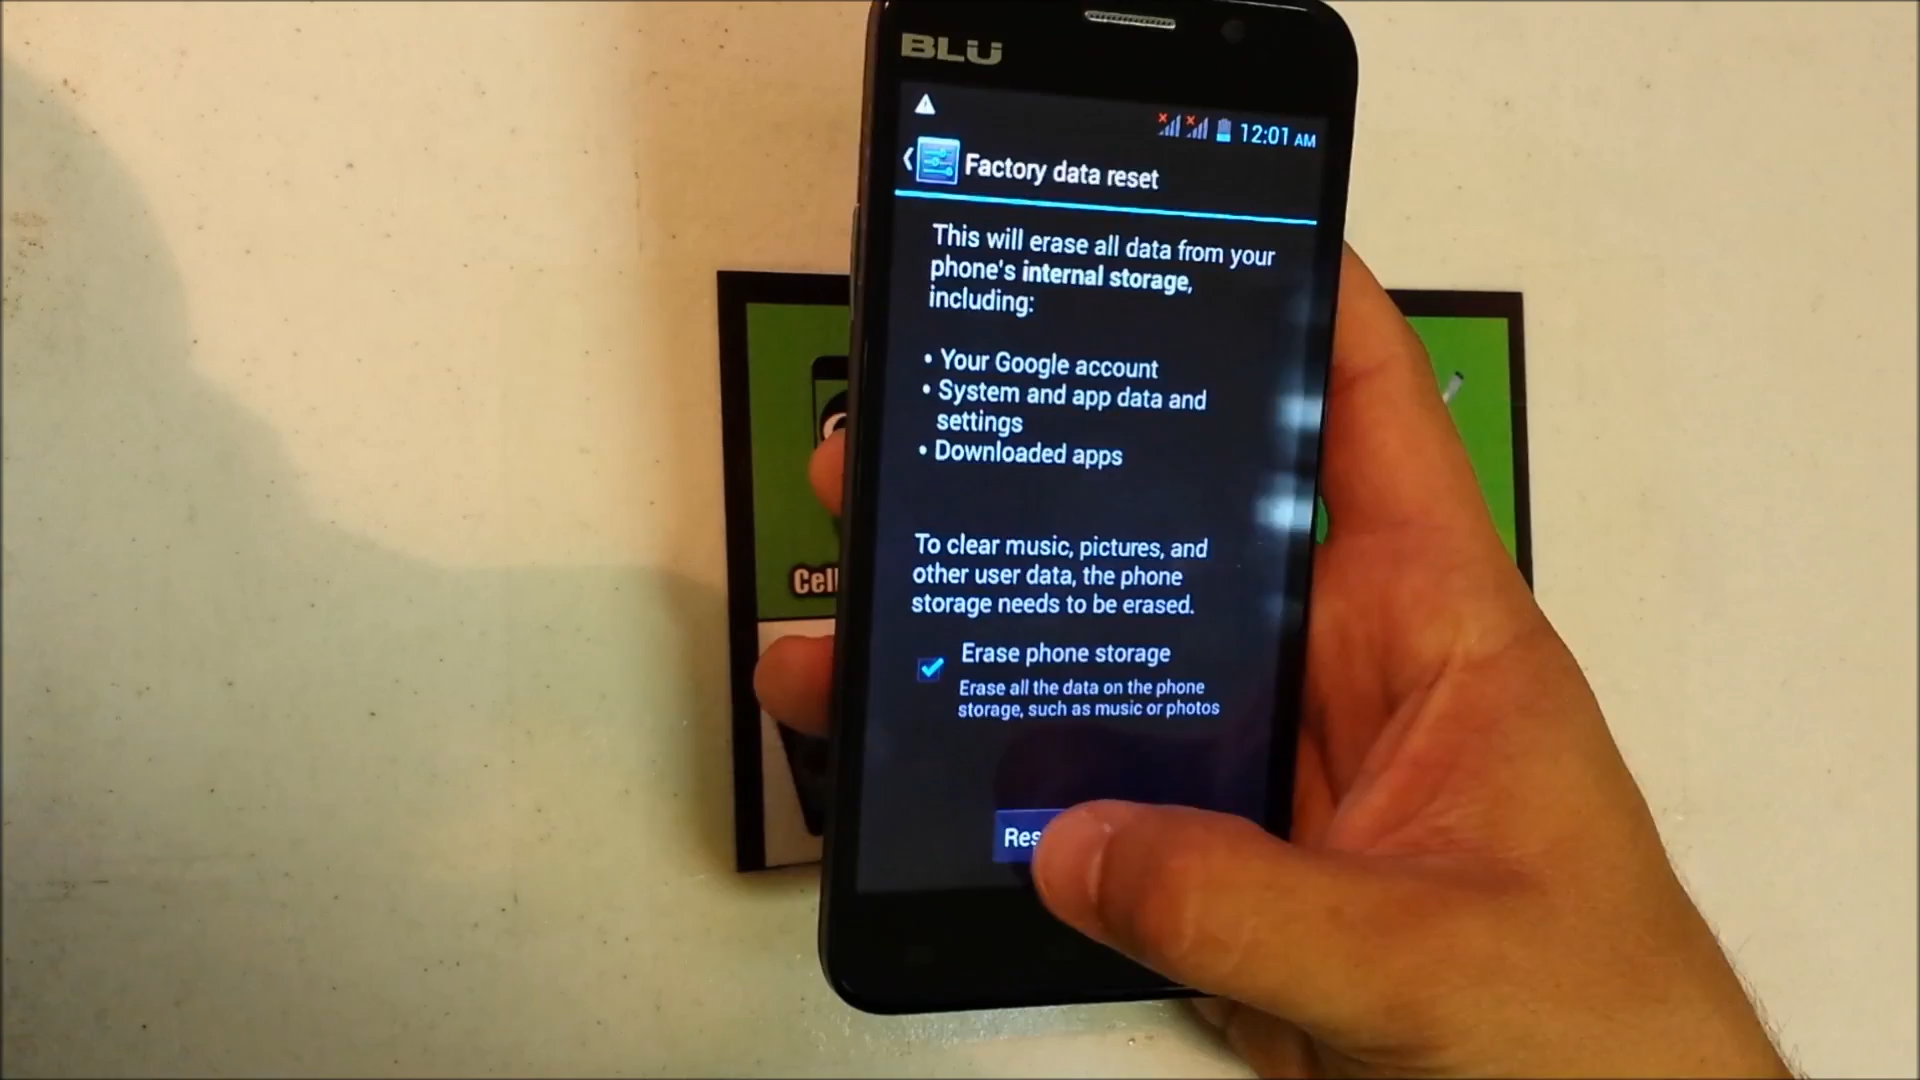 BLU
12:01 AM
Factory data reset
This will erase all data from your
phone's internal storage,
including:
• Your Google account
• System and app data and
settings
• Downloaded apps
To clear music, pictures, and
other user data, the phone
storage needs to be erased.
Erase phone storage
Erase all the data on the phone
storage, such as music or photos
Res
Cell